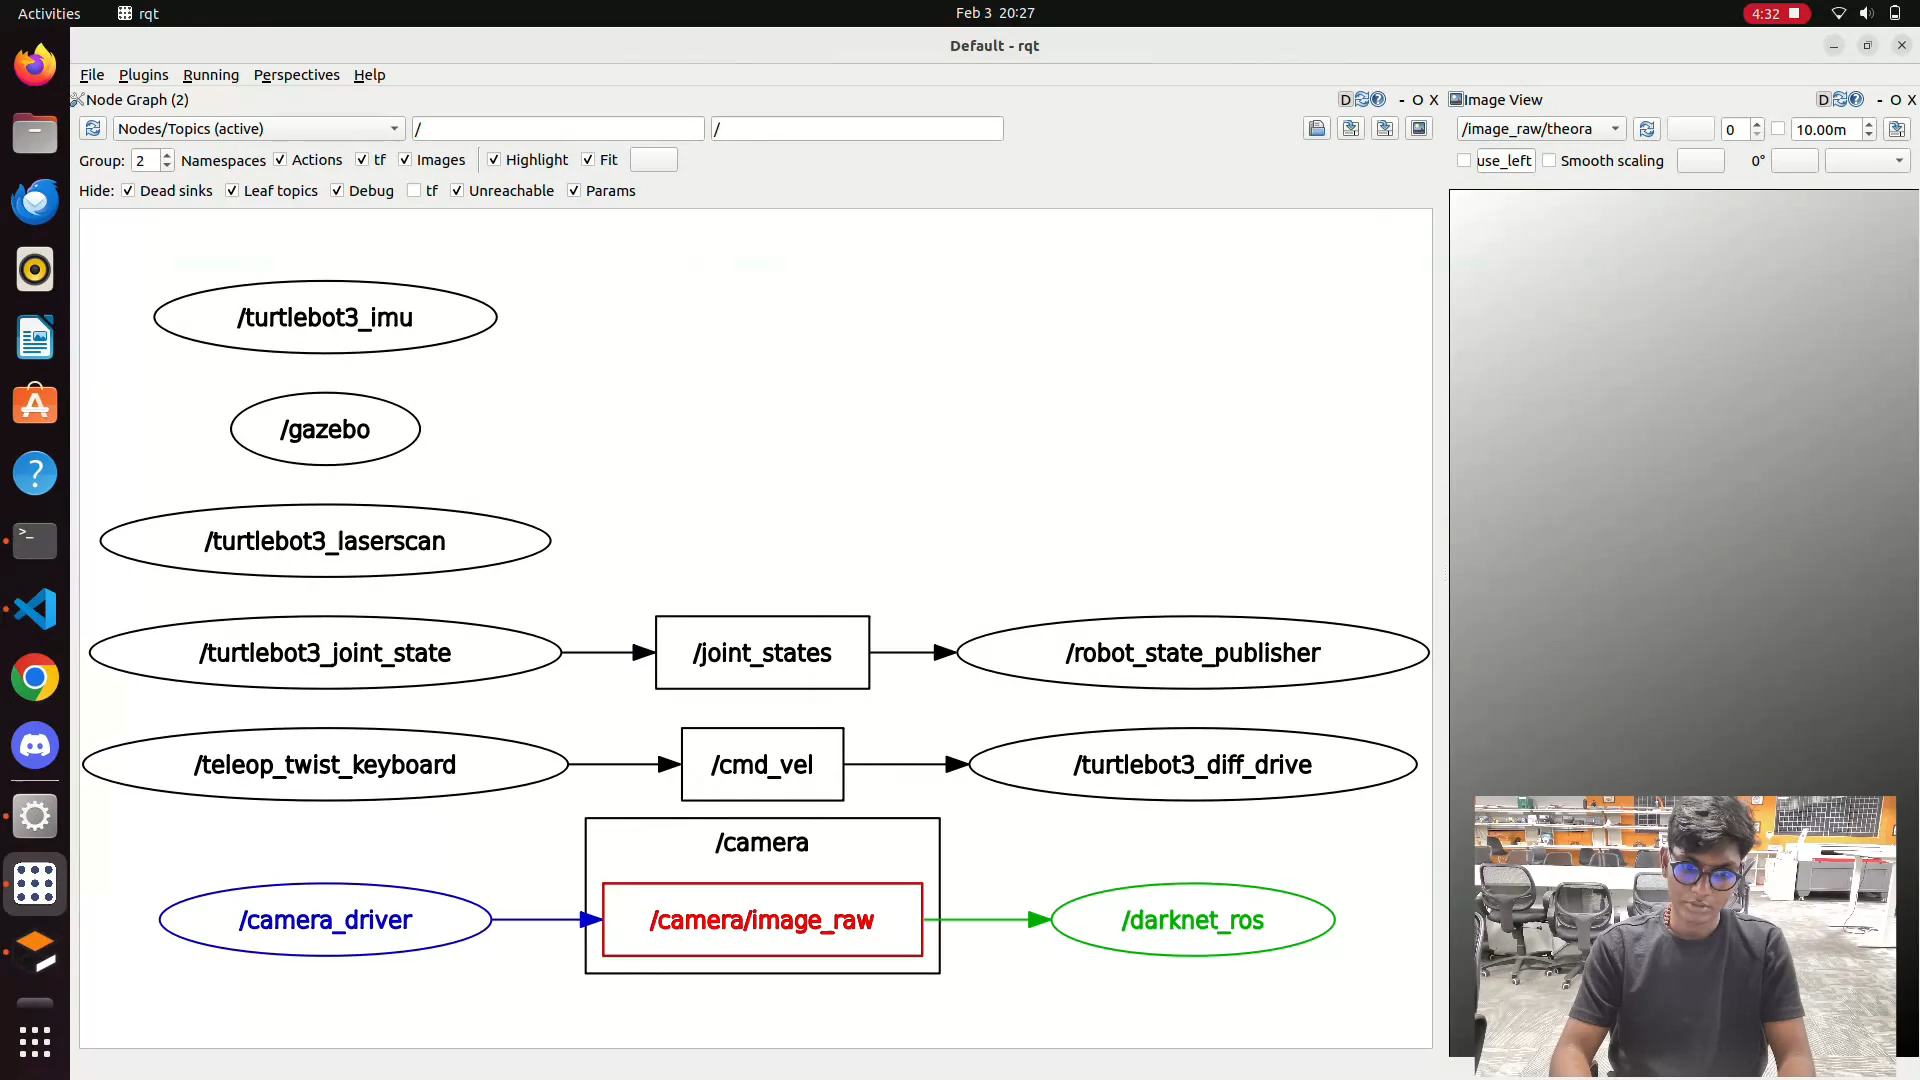 Activities
rqt
Feb 3 20:27
4:32
Default - rqt
File Plugins Running Perspectives Help
Node Graph (2)
D
- O X
Image View
D
- O X
Nodes/Topics (active)
/
/
/image_raw/theora
0
10.00m
Group: 2 Namespaces Actions tf Images Highlight Fit
use_left
Smooth scaling
0°
Hide: Dead sinks Leaf topics Debug tf Unreachable Params
/turtlebot3_imu
/gazebo
/turtlebot3_laserscan
/turtlebot3_joint_state
/joint_states
/robot_state_publisher
/teleop_twist_keyboard
/cmd_vel
/turtlebot3_diff_drive
/camera
/camera_driver
/camera/image_raw
/darknet_ros